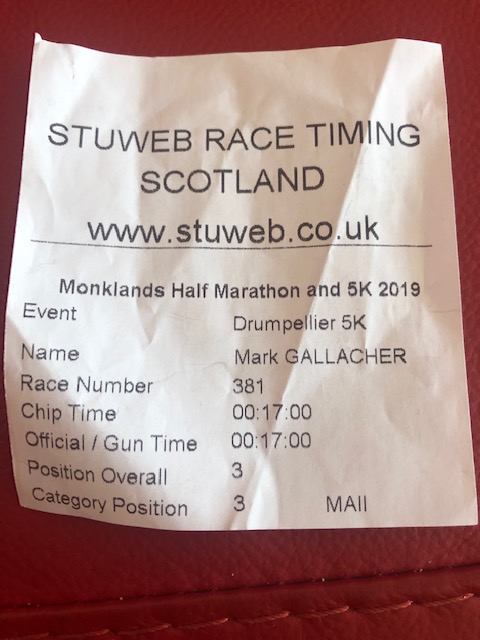 STUWEB RACE TIMING
SCOTLAND
www.stuweb.co.uk
Monklands Half Marathon and 5K 2019
Event Drumpellier 5K
Name Mark GALLACHER
Race Number 381
Chip Time 00:17:00
Official / Gun Time 00:17:00
Position Overall 3
Category Position 3 MAll